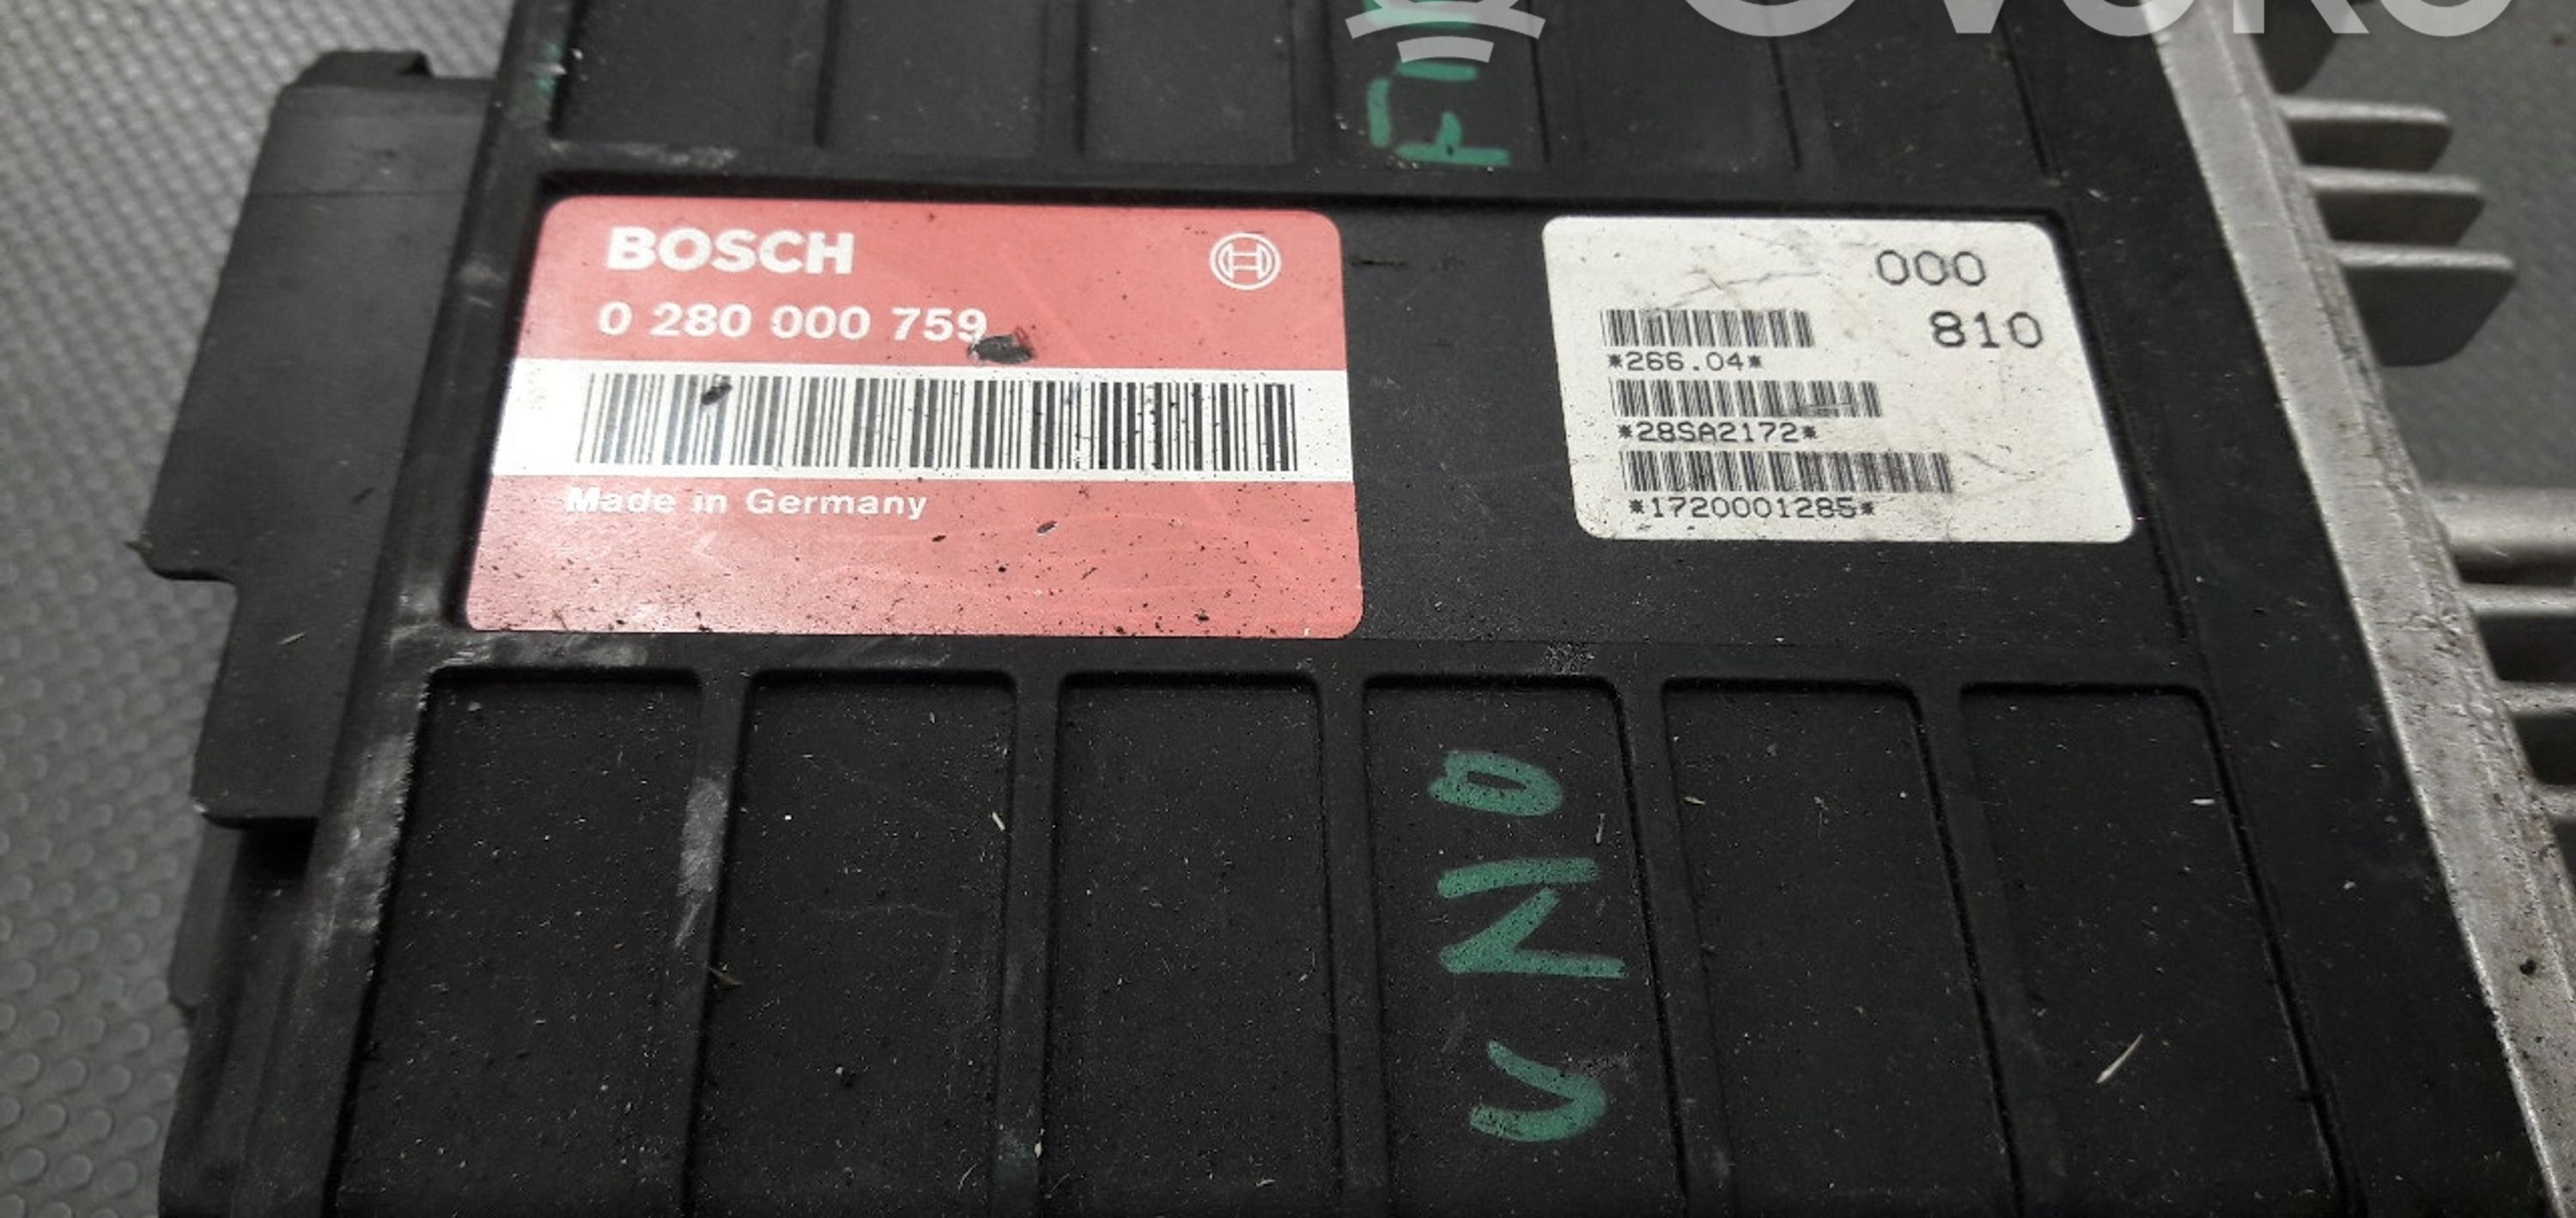 BOSCH
0 280 000 759
Made in Germany
000
810
*266.04*
*28SA2172*
*1720001285*
UNO